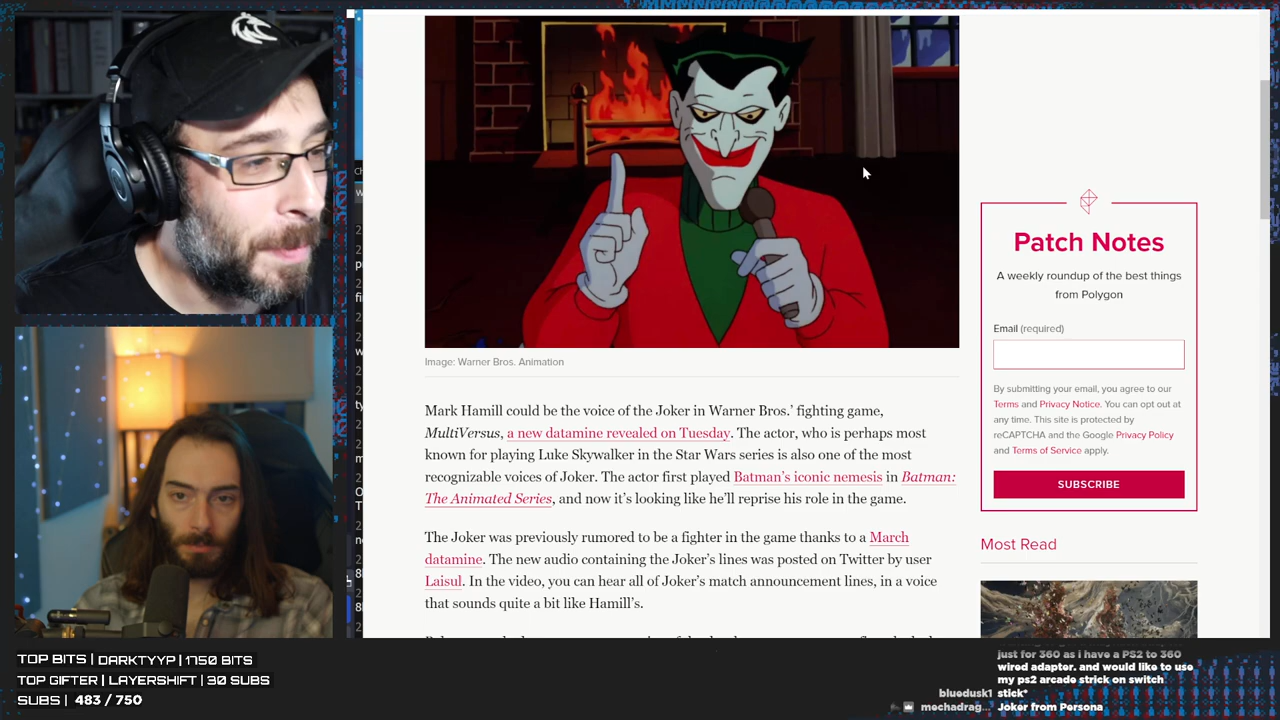 Image: Warner Bros. Animation
Mark Hamill could be the voice of the Joker in Warner Bros.’ fighting game,
MultiVersus, a new datamine revealed on Tuesday. The actor, who is perhaps most
known for playing Luke Skywalker in the Star Wars series is also one of the most
recognizable voices of Joker. The actor first played Batman’s iconic nemesis in Batman:
The Animated Series, and now it’s looking like he’ll reprise his role in the game.
The Joker was previously rumored to be a fighter in the game thanks to a March
datamine. The new audio containing the Joker’s lines was posted on Twitter by user
Laisul. In the video, you can hear all of Joker’s match announcement lines, in a voice
that sounds quite a bit like Hamill’s.
Patch Notes
A weekly roundup of the best things
from Polygon
Email (required)
By submitting your email, you agree to our
Terms and Privacy Notice. You can opt out at
any time. This site is protected by
reCAPTCHA and the Google Privacy Policy
and Terms of Service apply.
SUBSCRIBE
Most Read
TOP BITS | DARKTYYP | 1750 BITS
TOP GIFTER | LAYERSHIFT | 30 SUBS
SUBS | 483 / 750
just for 360 as i have a PS2 to 360
wired adapter. and would like to use
my ps2 arcade strick on switch
bluedusk1 stick*
mechadrag... Joker from Persona